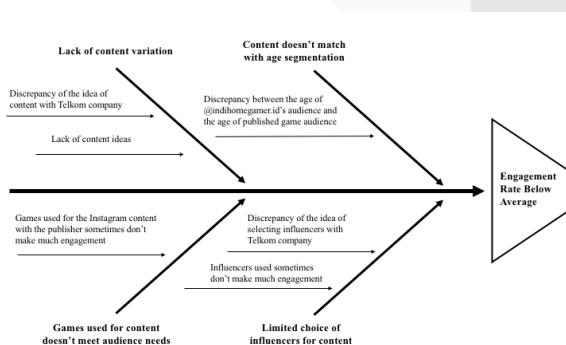 Lack of content variation
Content doesn't match
with age segmentation
Discrepancy of the idea of
content with Telkom company
Lack of content ideas
Discrepancy between the age of
@indihomegamer.id's audience and
the age of published game audience
Engagement
Rate Below
Average
Games used for the Instagram content
with the publisher sometimes don't
make much engagement
Discrepancy of the idea of
selecting influencers with
Telkom company
Influencers used sometimes
don't make much engagement
Games used for content
doesn't meet audience needs
Limited choice of
influencers for content